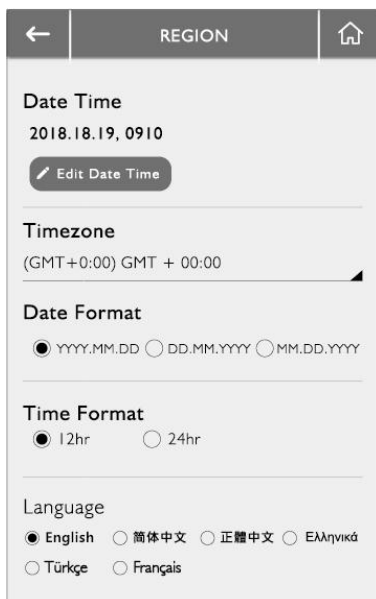 REGION
Date Time
2018.18.19, 0910
Edit Date Time
Timezone
(GMT+0:00) GMT + 00:00
Date Format
YYYY.MM.DD DD.MM.YYYY MM.DD.YYYY
Time Format
12hr 24hr
Language
English 简体中文 正體中文 Ελληνικά
Türkçe Français